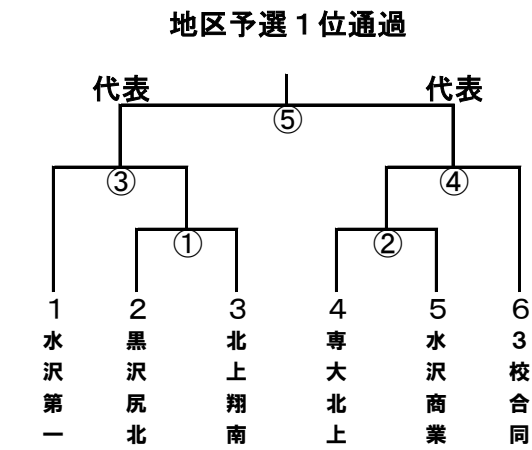 地区予選１位通過
代表 代表
⑤
③ ④
① ②
1 2 3 4 5 6
水沢第一
黒沢尻北
北上翔南
専大北上
水沢商業
３校合同